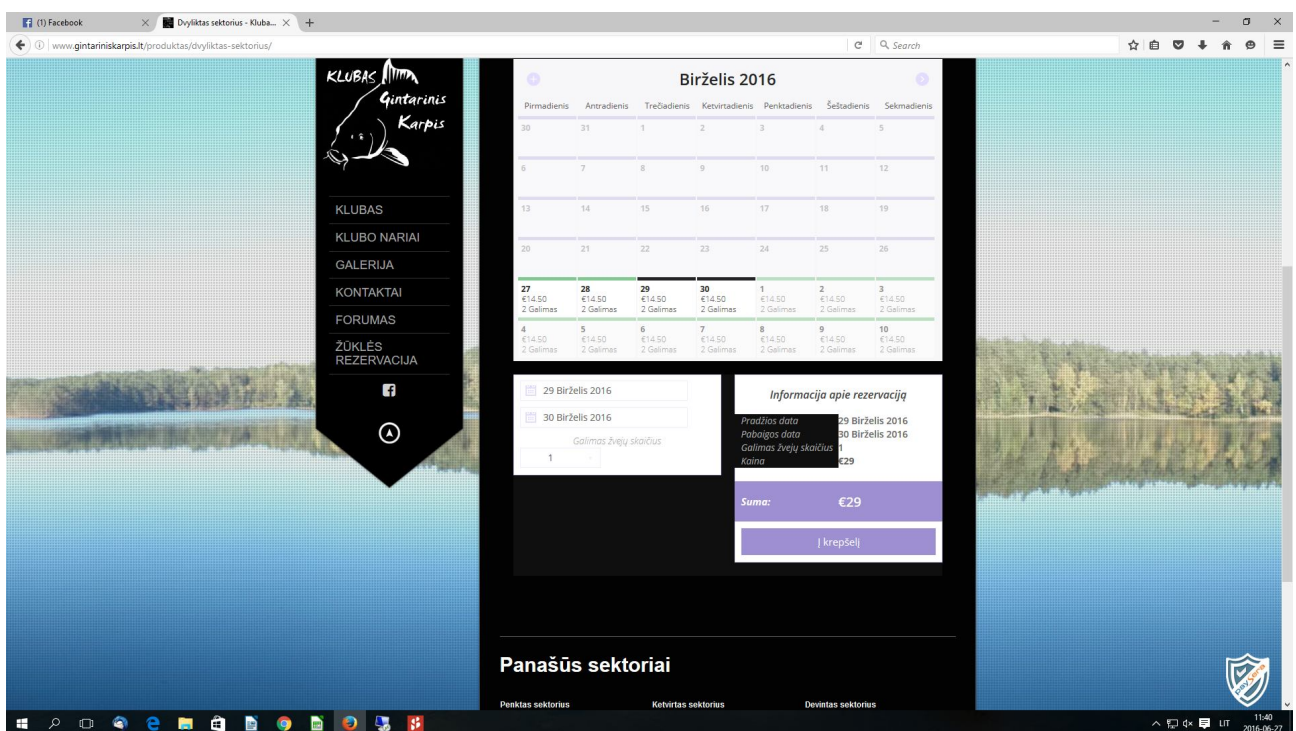 (1) Facebook
Dvyliktas sektorius - Kluba...
www.gintariniskarpis.lt/produktas/dvyliktas-sektorius/
Search
KLUBAS
Gintarinis
Karpis
KLUBAS
KLUBO NARIAI
GALERIJA
KONTAKTAI
FORUMAS
ŽŪKLĖS
REZERVACIJA
Birželis 2016
Pirmadienis Antradienis Trečiadienis Ketvirtadienis Penktadienis Šeštadienis Sekmadienis
30 31 1 2 3 4 5
6 7 8 9 10 11 12
13 14 15 16 17 18 19
20 21 22 23 24 25 26
27 28 29 30 1 2 3
€14.50 €14.50 €14.50 €14.50 €14.50 €14.50 €14.50
2 Galimas 2 Galimas 2 Galimas 2 Galimas 2 Galimas 2 Galimas 2 Galimas
4 5 6 7 8 9 10
€14.50 €14.50 €14.50 €14.50 €14.50 €14.50 €14.50
2 Galimas 2 Galimas 2 Galimas 2 Galimas 2 Galimas 2 Galimas 2 Galimas
29 Birželis 2016
30 Birželis 2016
Galimas žvejų skaičius
1
Informacija apie rezervaciją
Pradžios data 29 Birželis 2016
Pabaigos data 30 Birželis 2016
Galimas žvejų skaičius 1
Kaina €29
Suma: €29
Į krepšelį
Panašūs sektoriai
Penktas sektorius Ketvirtas sektorius Devintas sektorius
paysera
LIT
11:40
2016-06-27